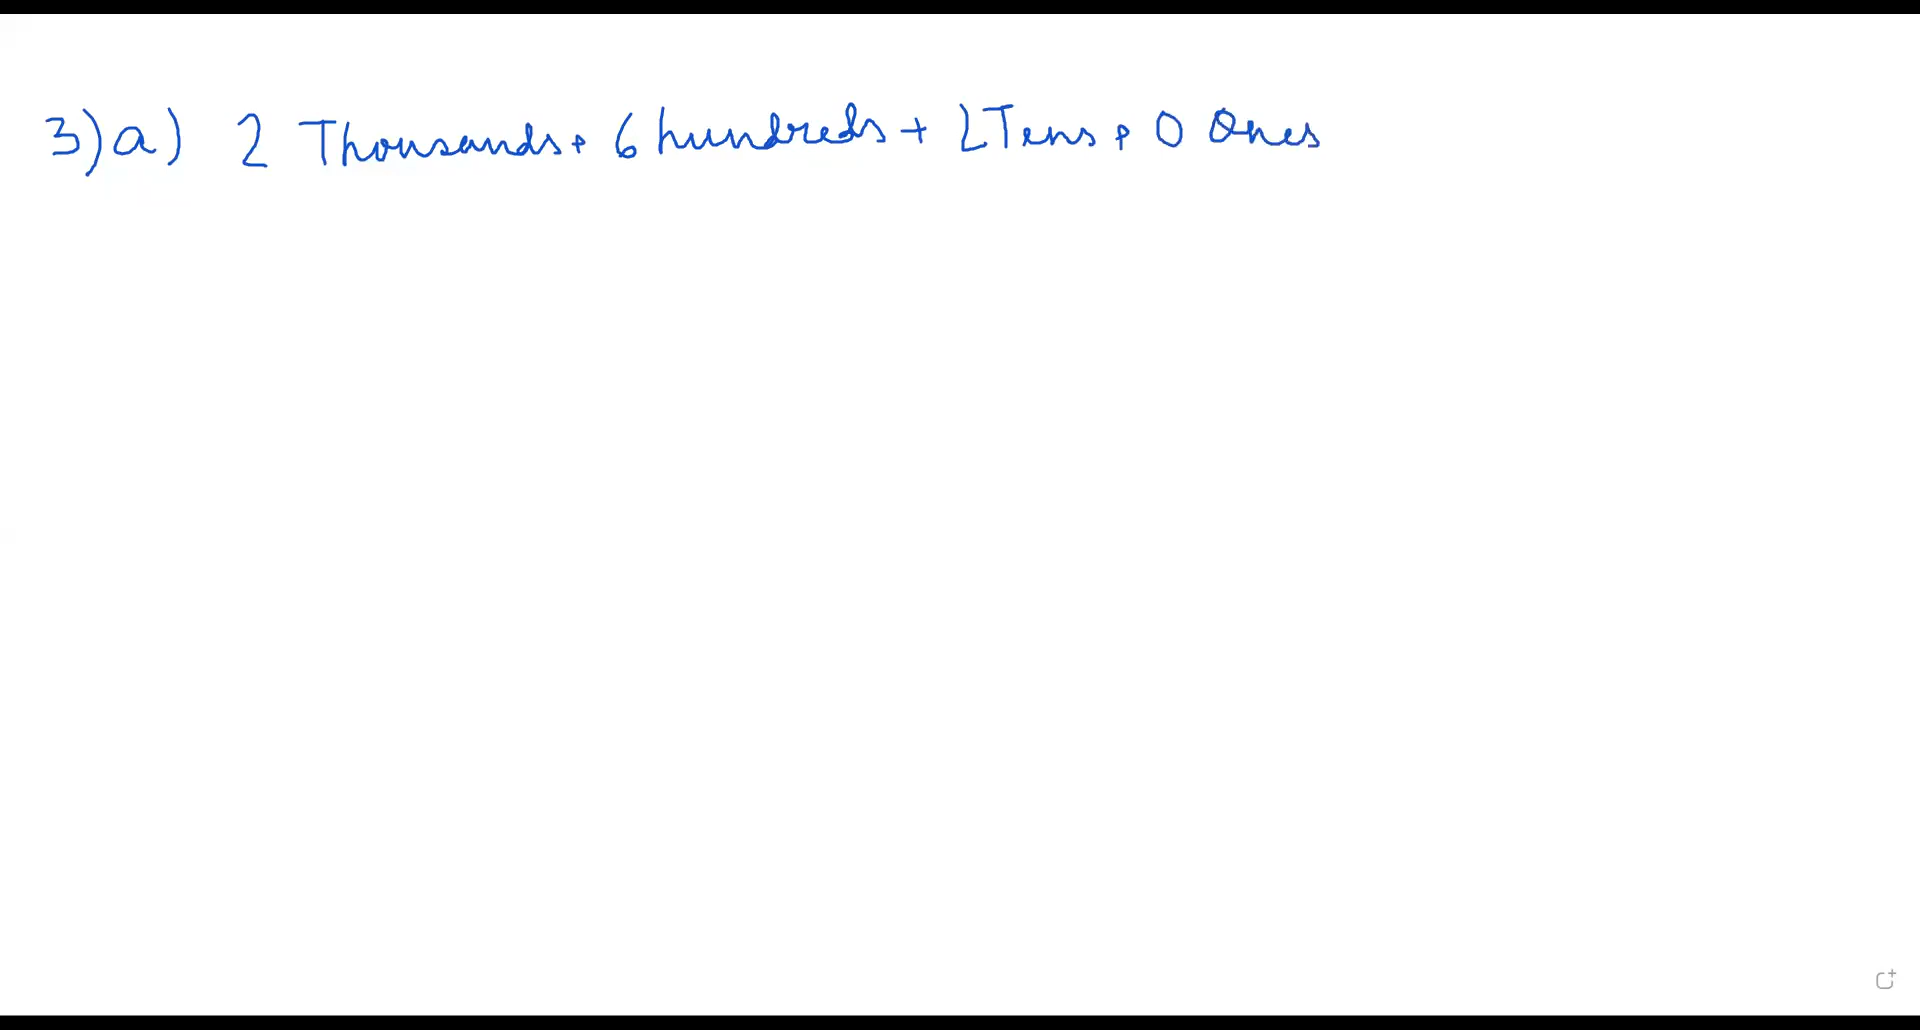 3) a) 2 Thousands + 6 hundreds + 2 Tens + 0 Ones